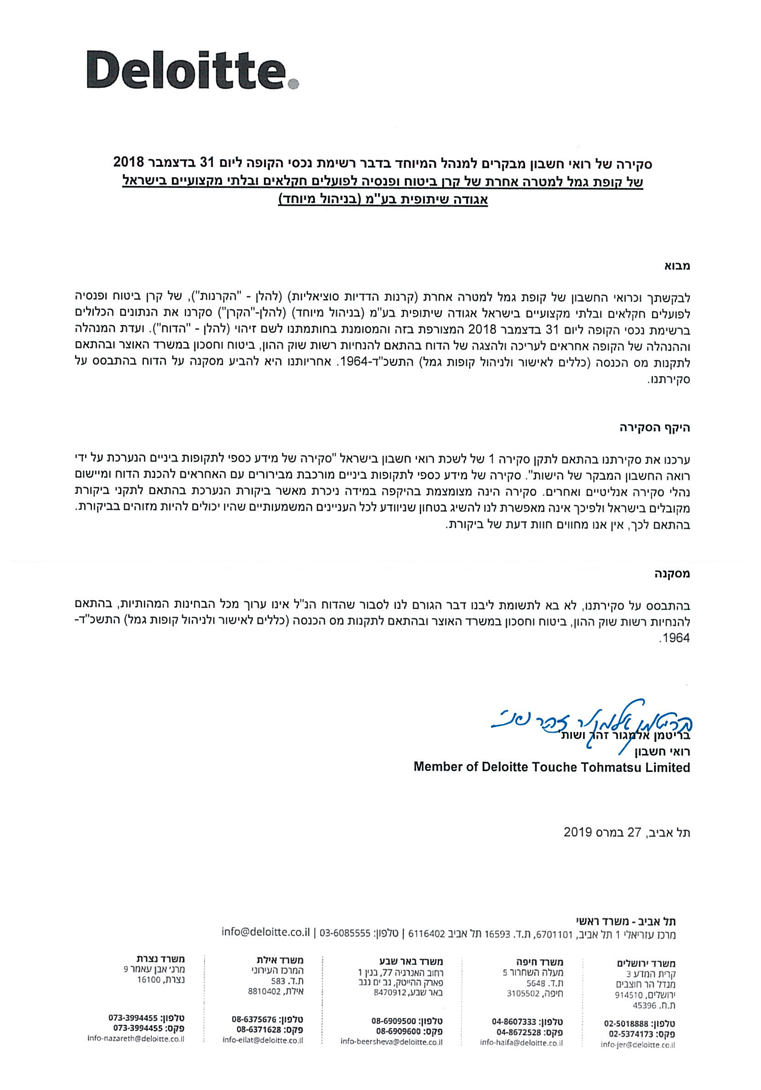 Deloitte.
סקירה של רואי חשבון מבקרים למנהל המיוחד בדבר רשימת נכסי הקופה ליום 31 בדצמבר 2018
של קופת גמל למטרה אחרת של קרן ביטוח ופנסיה לפועלים חקלאים ובלתי מקצועיים בישראל
אגודה שיתופית בע"מ (בניהול מיוחד)
מבוא
לבקשתך וכרואי החשבון של קופת גמל למטרה אחרת (קרנות הדדיות סוציאליות) (להלן - "הקרנות"), של קרן ביטוח ופנסיה
לפועלים חקלאים ובלתי מקצועיים בישראל אגודה שיתופית בע"מ (בניהול מיוחד) (להלן-"הקרן") סקרנו את הנתונים הכלולים
ברשימת נכסי הקופה ליום 31 בדצמבר 2018 המצורפת בזה והמסומנת בחותמתנו לשם זיהוי (להלן - "הדוח"). ועדת המנהלה
וההנהלה של הקופה אחראים לעריכה ולהצגה של הדוח בהתאם להנחיות רשות שוק ההון, ביטוח וחסכון במשרד האוצר ובהתאם
לתקנות מס הכנסה (כללים לאישור ולניהול קופות גמל) התשכ"ד-1964. אחריותנו היא להביע מסקנה על הדוח בהתבסס על
סקירתנו.
היקף הסקירה
ערכנו את סקירתנו בהתאם לתקן סקירה 1 של לשכת רואי חשבון בישראל "סקירה של מידע כספי לתקופות ביניים הנערכת על ידי
רואה החשבון המבקר של הישות". סקירה של מידע כספי לתקופות ביניים מורכבת מבירורים עם האחראים להכנת הדוח ומיישום
נהלי סקירה אנליטיים ואחרים. סקירה הינה מצומצמת בהיקפה במידה ניכרת מאשר ביקורת הנערכת בהתאם לתקני ביקורת
מקובלים בישראל ולפיכך אינה מאפשרת לנו להשיג בטחון שניוודע לכל העניינים המשמעותיים שהיו יכולים להיות מזוהים בביקורת.
בהתאם לכך, אין אנו מחווים חוות דעת של ביקורת.
מסקנה
בהתבסס על סקירתנו, לא בא לתשומת ליבנו דבר הגורם לנו לסבור שהדוח הנ"ל אינו ערוך מכל הבחינות המהותיות, בהתאם
להנחיות רשות שוק ההון, ביטוח וחסכון במשרד האוצר ובהתאם לתקנות מס הכנסה (כללים לאישור ולניהול קופות גמל) התשכ"ד-
1964.
בריטמן אלמגור זהר ושות'
בריטמן אלמגור זהר ושות'
רואי חשבון
Member of Deloitte Touche Tohmatsu Limited
תל אביב, 27 במרס 2019
תל אביב - משרד ראשי
מרכז עזריאלי 1 תל אביב, 6701101, ת.ד. 16593 תל אביב 6116402 | טלפון: 03-6085555 | info@deloitte.co.il
משרד ירושלים
קרית המדע 3
מגדל הר חוצבים
ירושלים, 914510
ת.ד. 45396
טלפון: 02-5018888
פקס: 02-5374173
info-jer@deloitte.co.il
משרד חיפה
מעלה השחרור 5
ת.ד. 5648
חיפה, 3105502
טלפון: 04-8607333
פקס: 04-8672528
info-haifa@deloitte.co.il
משרד באר שבע
רחוב האנרגיה 77, בנין 1
פארק ההייטק, גב ים נגב
באר שבע, 8470912
טלפון: 08-6909500
פקס: 08-6909600
info-beersheva@deloitte.co.il
משרד אילת
המרכז העירוני
ת.ד. 583
אילת, 8810402
טלפון: 08-6375676
פקס: 08-6371628
info-eilat@deloitte.co.il
משרד נצרת
מרג' אבן עאמר 9
נצרת, 16100
טלפון: 073-3994455
פקס: 073-3994455
info-nazareth@deloitte.co.il